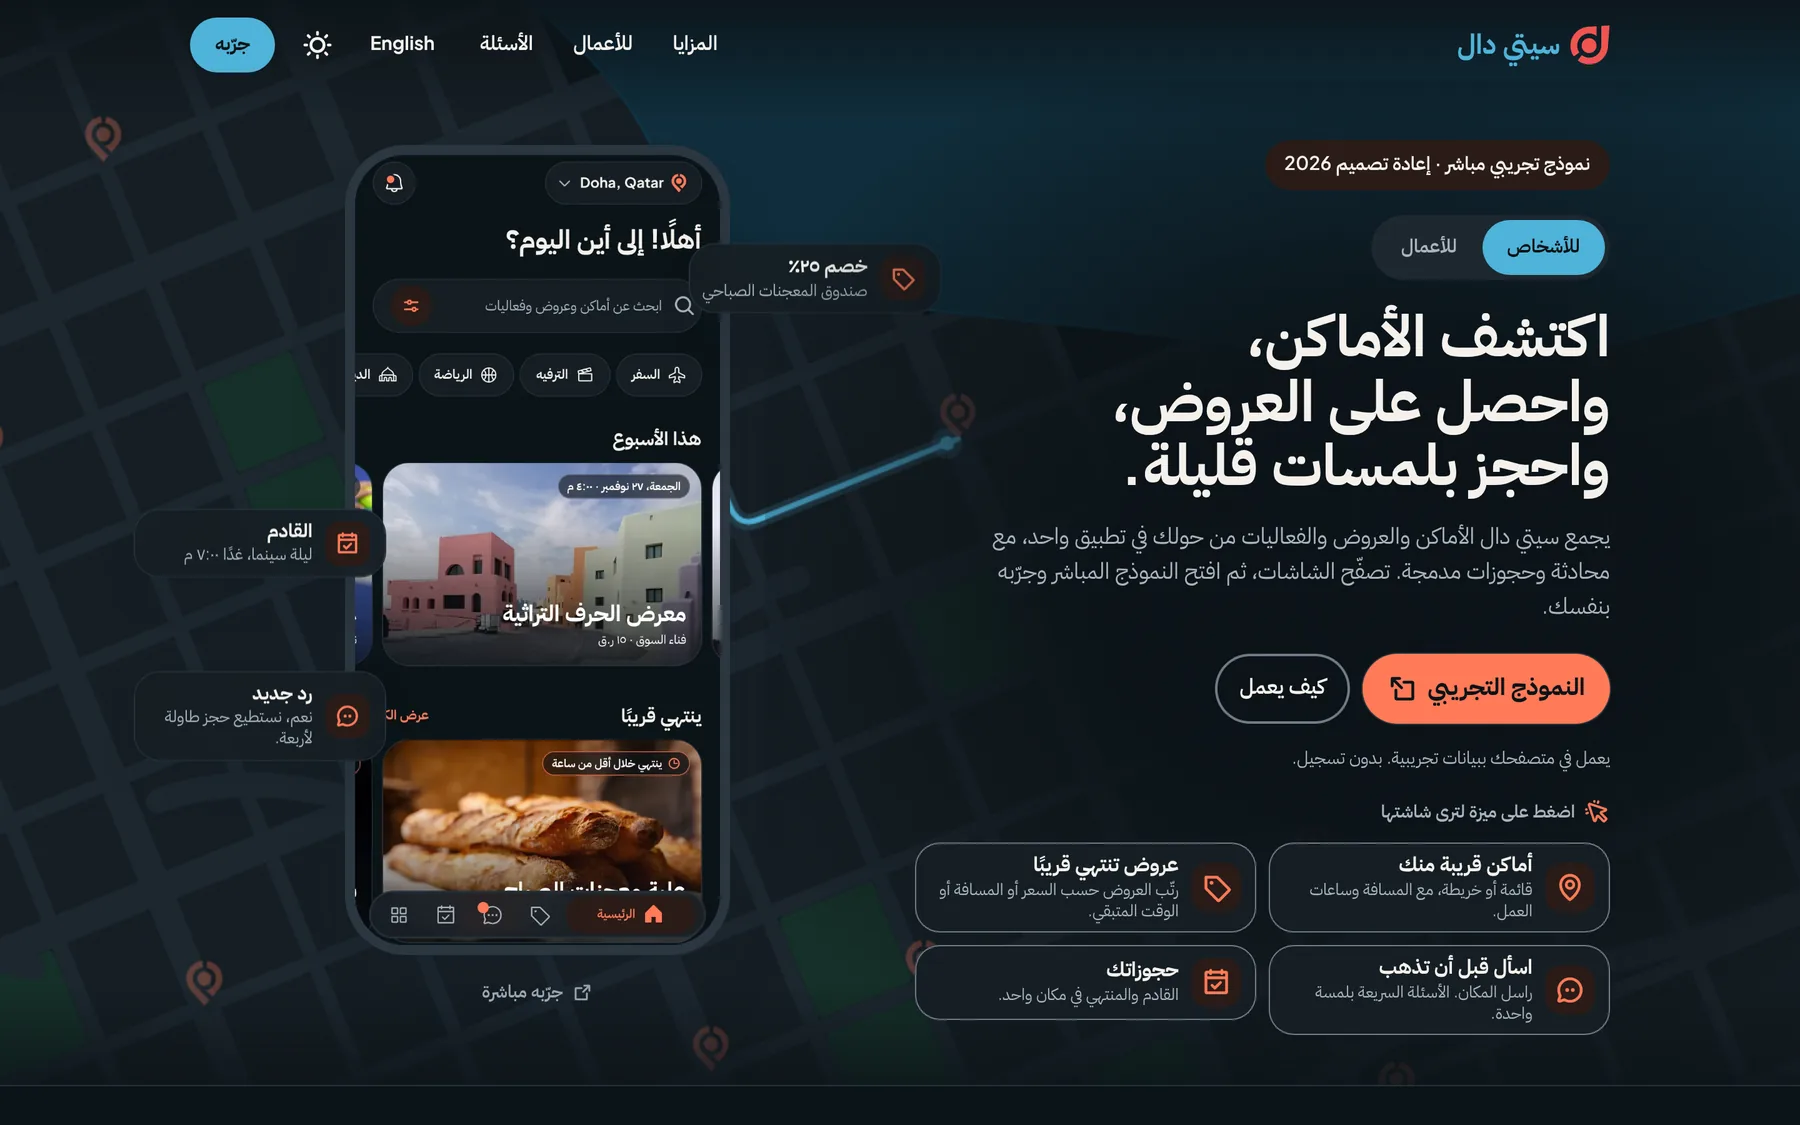 سيتي دال
المزايا
للأعمال
الأسئلة
English
جرّبه
نموذج تجريبي مباشر · إعادة تصميم 2026
للأشخاص
للأعمال
اكتشف الأماكن،
واحصل على العروض،
واحجز بلمسات قليلة.
يجمع سيتي دال الأماكن والعروض والفعاليات من حولك في تطبيق واحد، مع
محادثة وحجوزات مدمجة. تصفّح الشاشات، ثم افتح النموذج المباشر وجرّبه
بنفسك.
النموذج التجريبي
كيف يعمل
يعمل في متصفحك ببيانات تجريبية. بدون تسجيل.
اضغط على ميزة لترى شاشتها
أماكن قريبة منك
قائمة أو خريطة، مع المسافة وساعات
العمل.
عروض تنتهي قريبًا
رتّب العروض حسب السعر أو المسافة أو
الوقت المتبقي.
اسأل قبل أن تذهب
راسل المكان. الأسئلة السريعة بلمسة
واحدة.
حجوزاتك
القادم والمنتهي في مكان واحد.
Doha, Qatar
أهلًا! إلى أين اليوم؟
خصم ٢٥٪
صندوق المعجنات الصباحي
ابحث عن أماكن وعروض وفعاليات
السفر
الترفيه
الرياضة
هذا الأسبوع
الجمعة، ٢٧ نوفمبر · ٤:٠٠ م
معرض الحرف التراثية
فناء السوق · ١٥ ر.ق
القادم
ليلة سينما، غدًا ٧:٠٠ م
رد جديد
نعم، نستطيع حجز طاولة
لأربعة.
ينتهي قريبًا
عرض
ينتهي خلال أقل من ساعة
الرئيسية
جرّبه مباشرة